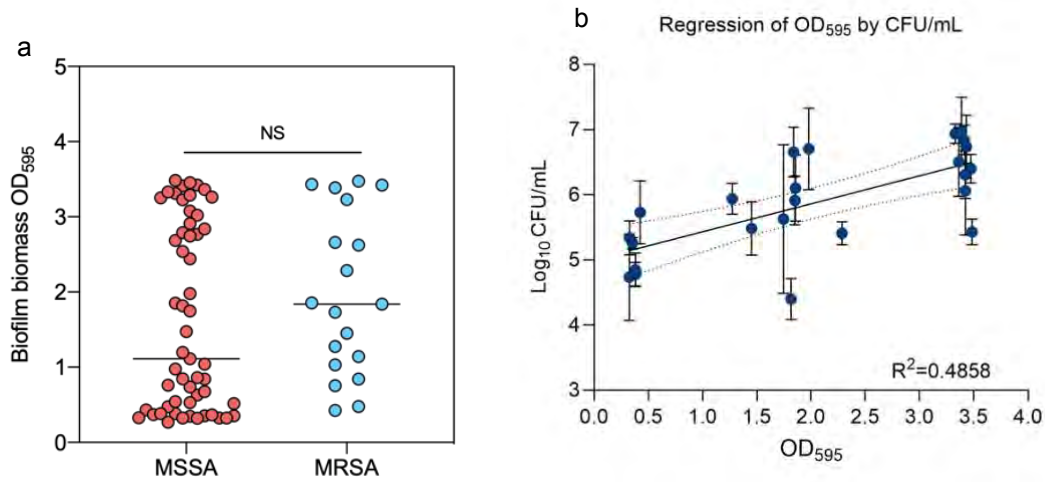 a
5
4
3
2
1
0
Biofilm biomass OD595
NS
MSSA
MRSA
b
Regression of OD595 by CFU/mL
8
7
6
5
4
3
Log10 CFU/mL
R2=0.4858
0.0 0.5 1.0 1.5 2.0 2.5 3.0 3.5 4.0
OD595